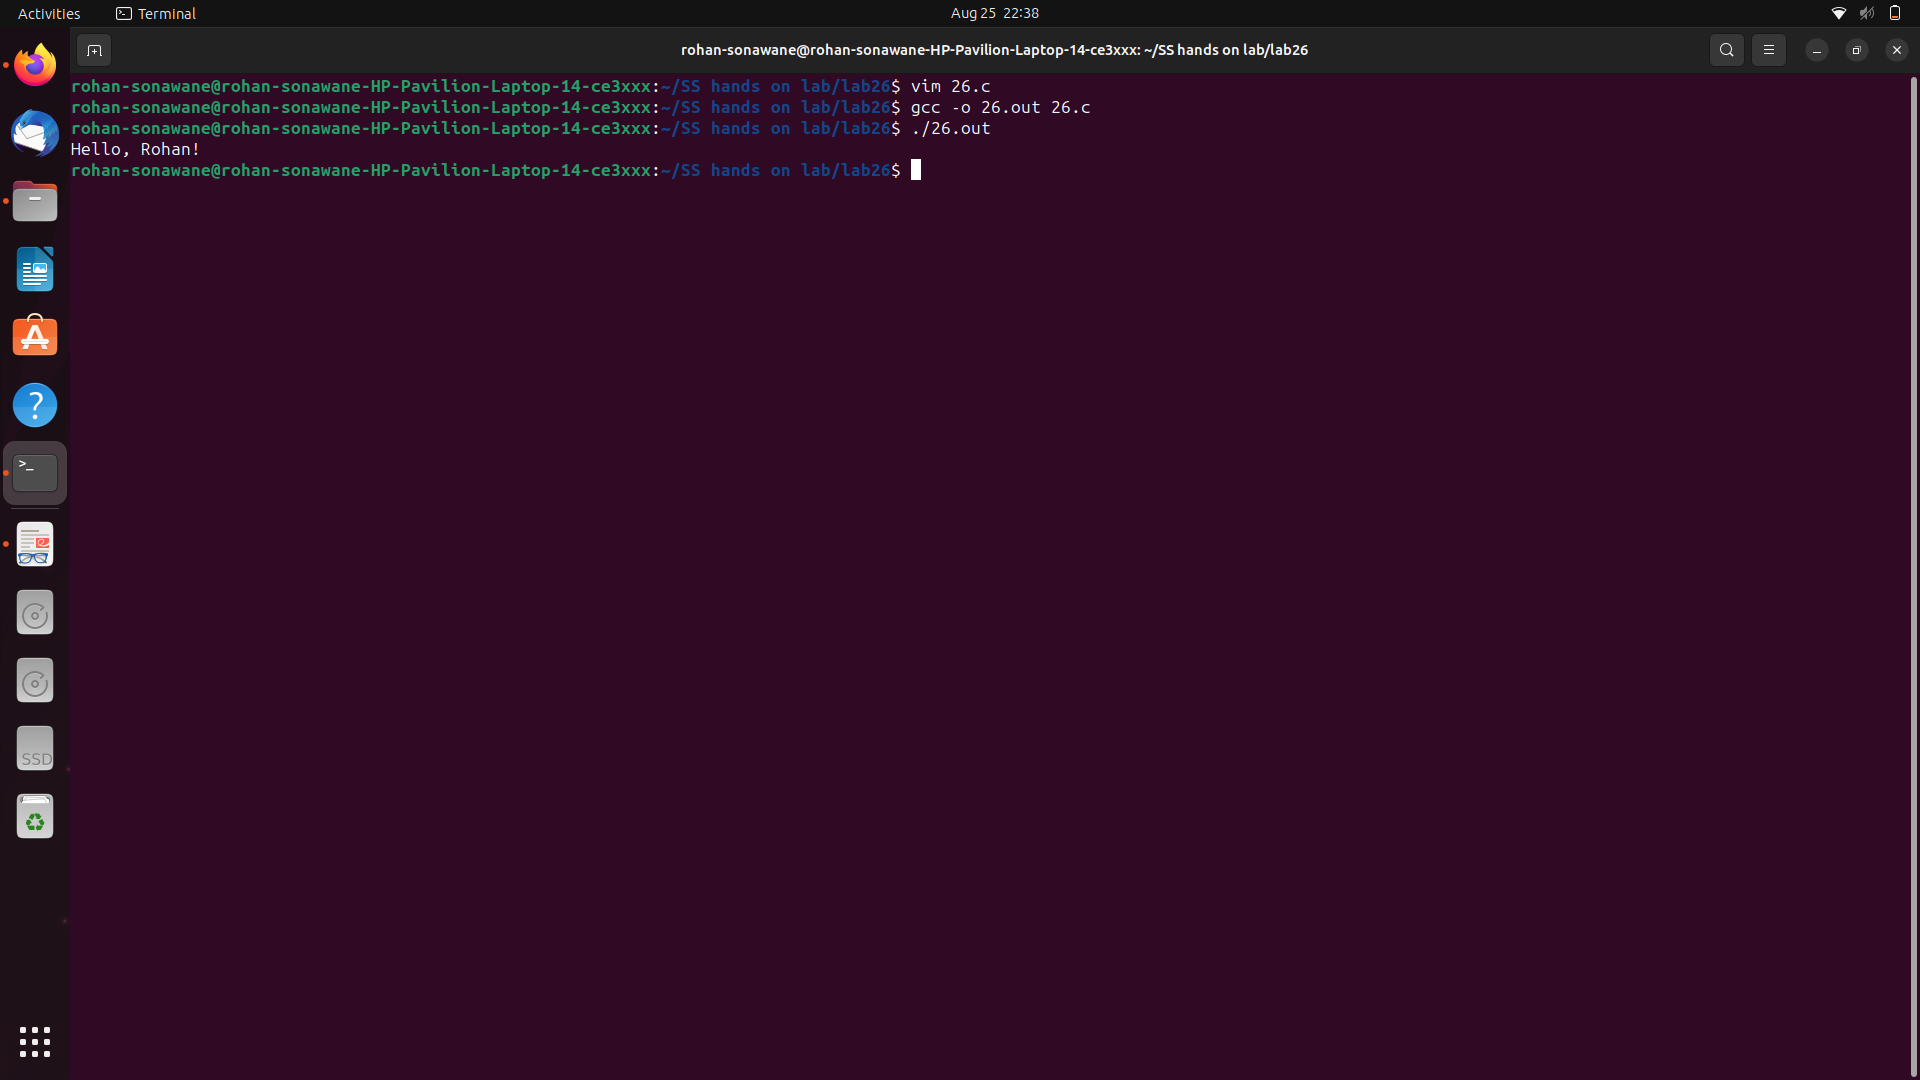 Activities
Terminal
Aug 25 22:38
rohan-sonawane@rohan-sonawane-HP-Pavilion-Laptop-14-ce3xxx: ~/SS hands on lab/lab26
rohan-sonawane@rohan-sonawane-HP-Pavilion-Laptop-14-ce3xxx:~/SS hands on lab/lab26$ vim 26.c
rohan-sonawane@rohan-sonawane-HP-Pavilion-Laptop-14-ce3xxx:~/SS hands on lab/lab26$ gcc -o 26.out 26.c
rohan-sonawane@rohan-sonawane-HP-Pavilion-Laptop-14-ce3xxx:~/SS hands on lab/lab26$ ./26.out
Hello, Rohan!
rohan-sonawane@rohan-sonawane-HP-Pavilion-Laptop-14-ce3xxx:~/SS hands on lab/lab26$
?
>_
SSD